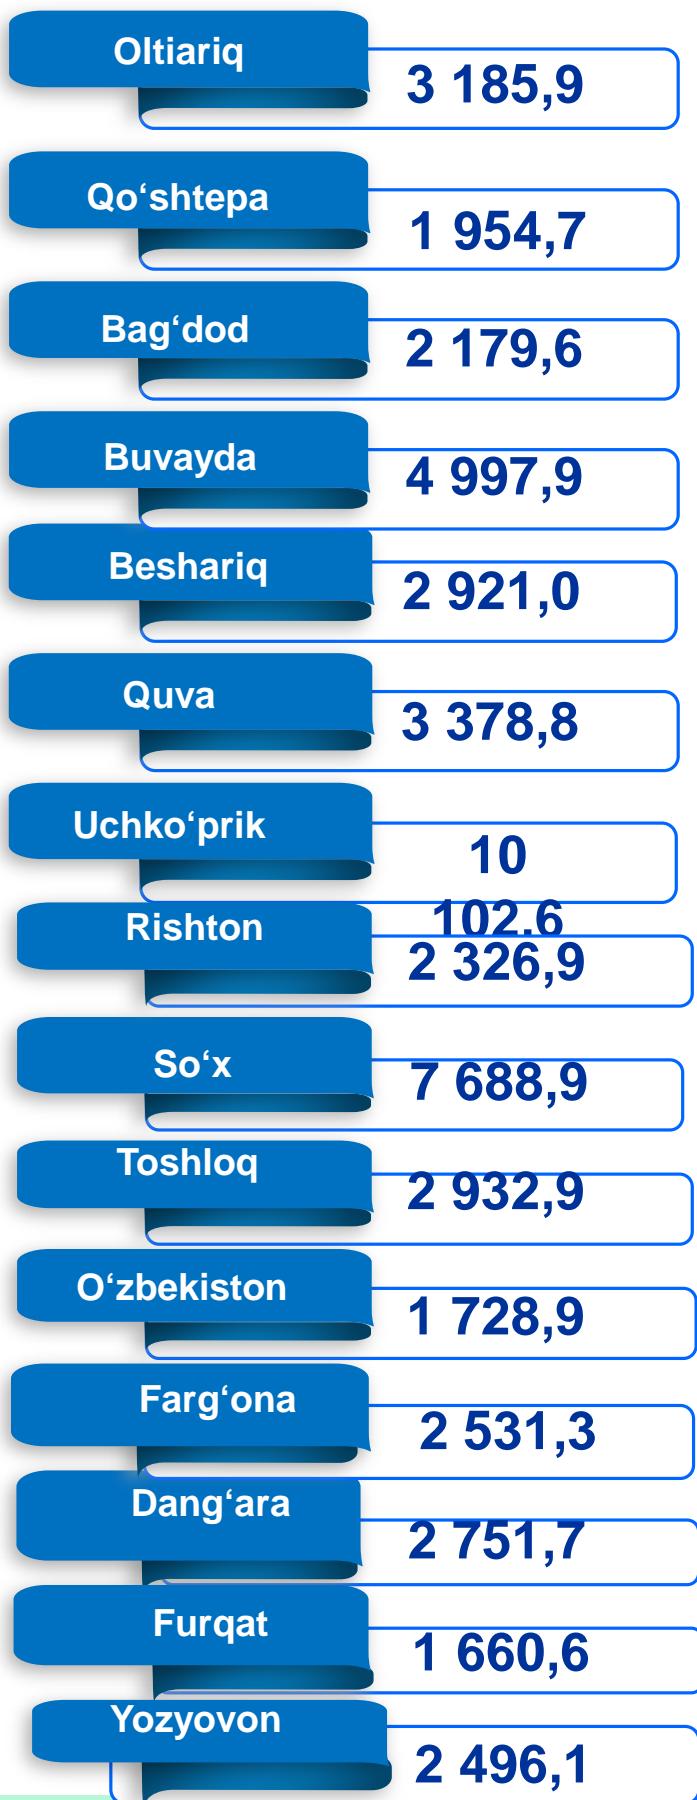 Oltiariq
3 185,9
Qo‘shtepa
1 954,7
Bag‘dod
2 179,6
Buvayda
4 997,9
Beshariq
2 921,0
Quva
3 378,8
Uchko‘prik
10
102,6
Rishton
2 326,9
So‘x
7 688,9
Toshloq
2 932,9
O‘zbekiston
1 728,9
Farg‘ona
2 531,3
Dang‘ara
2 751,7
Furqat
1 660,6
Yozyovon
2 496,1